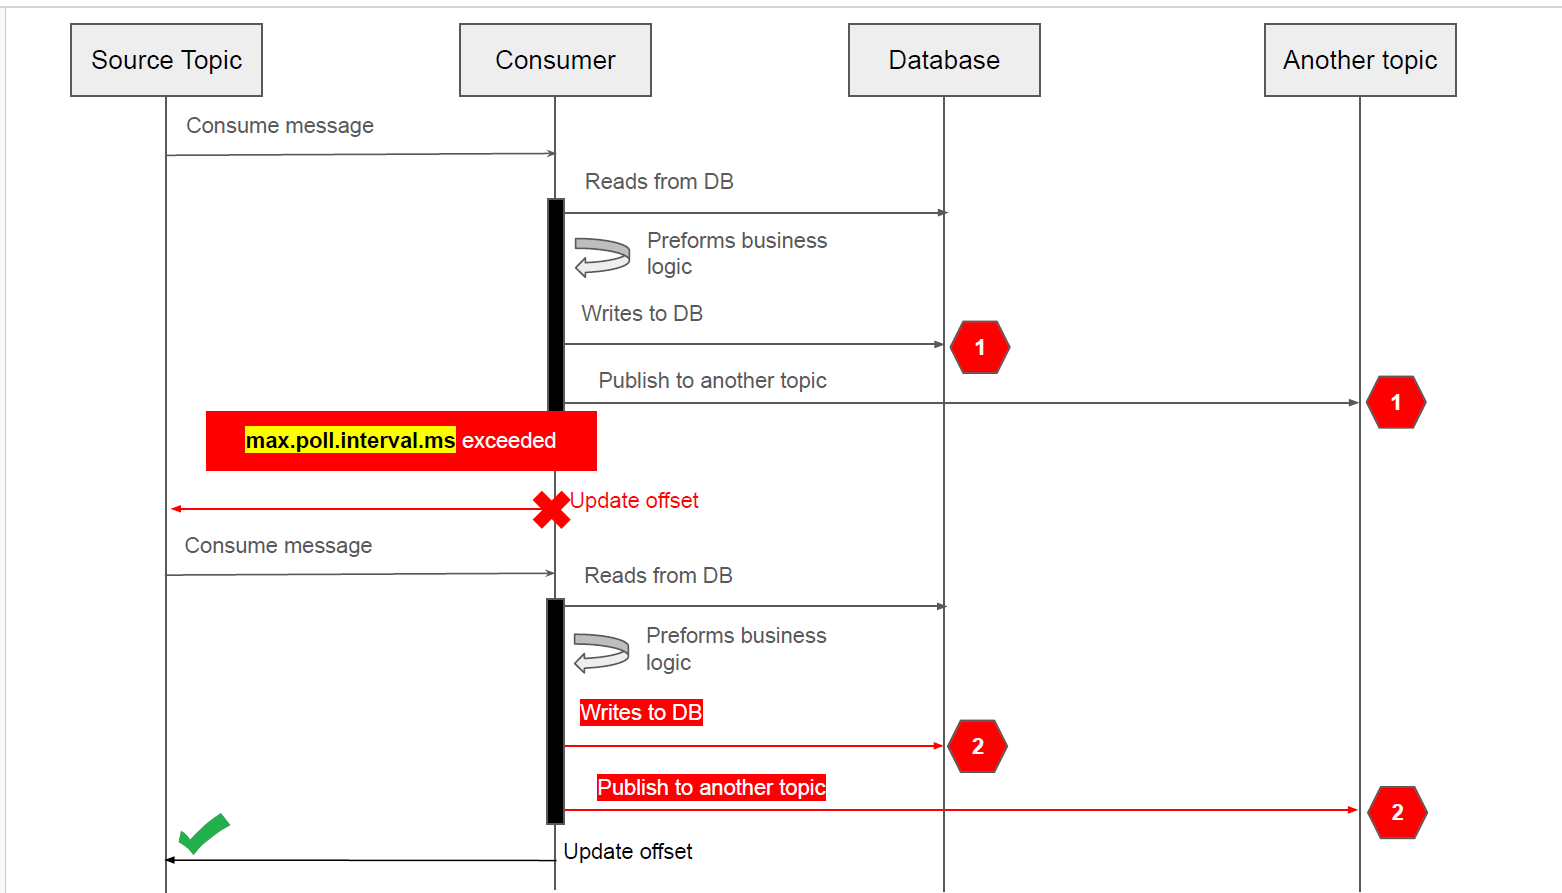 Source Topic
Consumer
Database
Another topic
Consume message
Reads from DB
Preforms business
logic
Writes to DB
1
Publish to another topic
1
max.poll.interval.ms exceeded
Update offset
Consume message
Reads from DB
Preforms business
logic
Writes to DB
2
Publish to another topic
2
Update offset